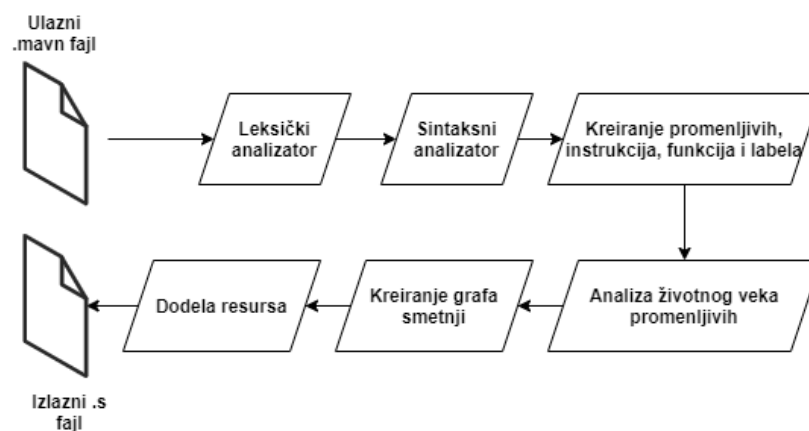 Ulazni
.mavn fajl
Leksički
analizator
Sintaksni
analizator
Kreiranje promenljivih,
instrukcija, funkcija i labela
Analiza životnog veka
promenljivih
Kreiranje grafa
smetnji
Dodela resursa
Izlazni .s
fajl